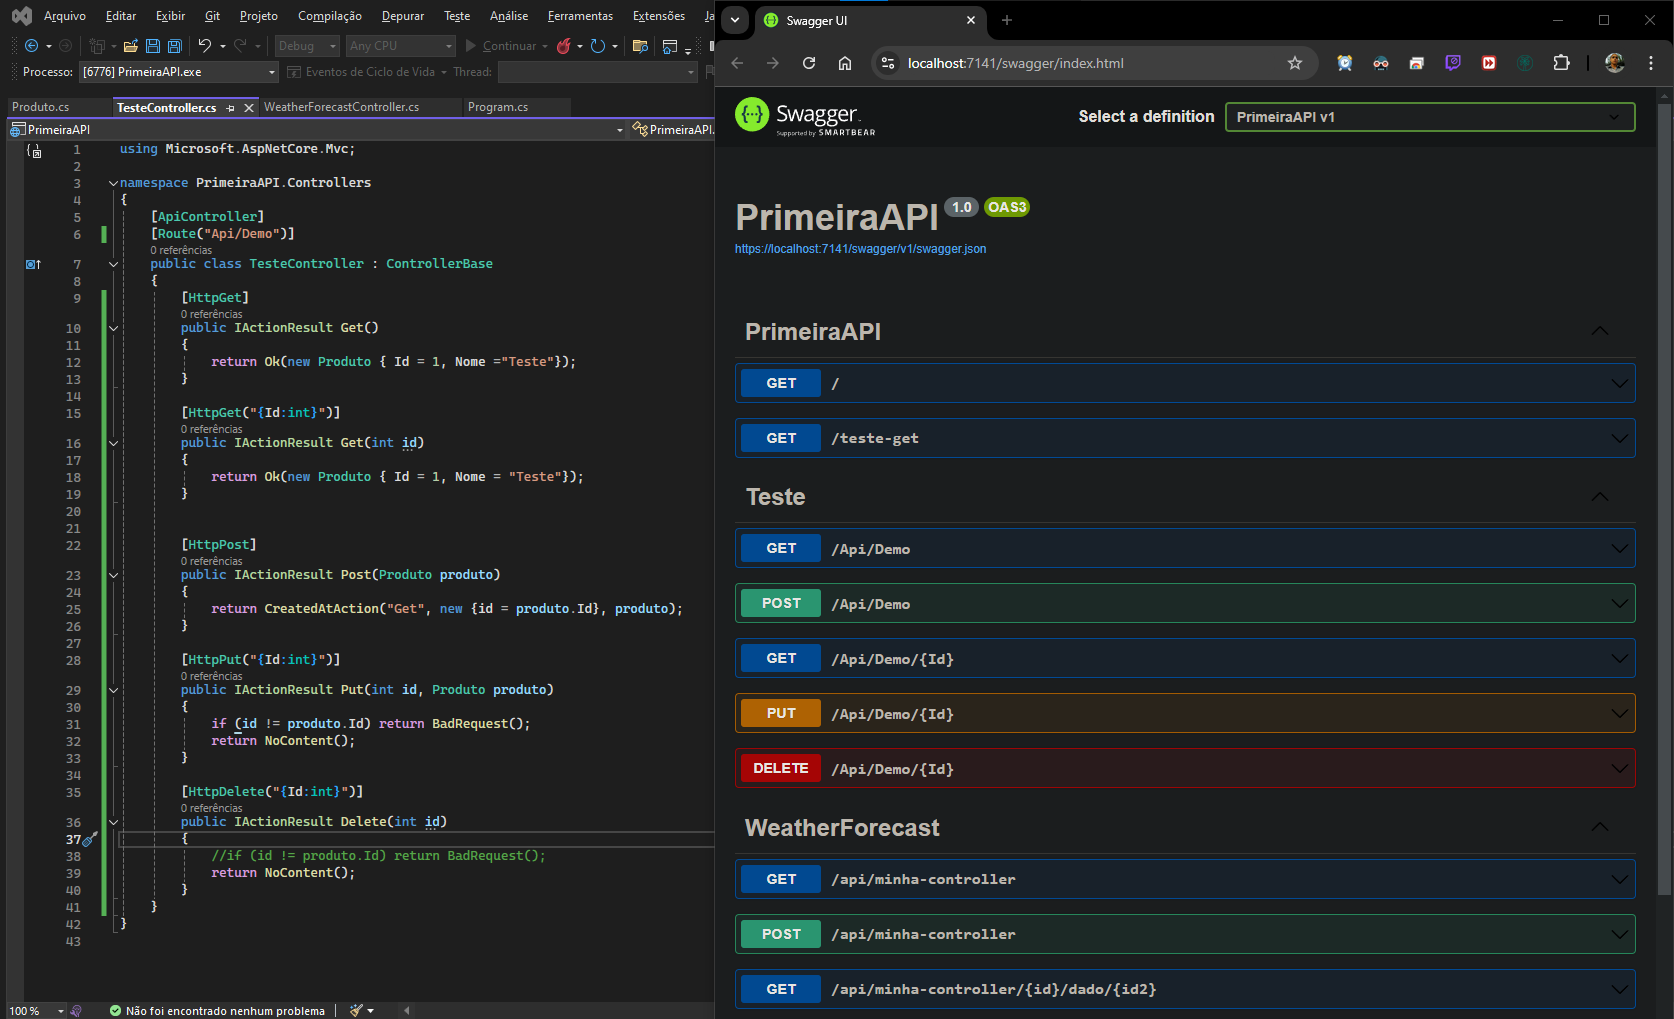 Arquivo Editar Exibir Git Projeto Compilação Depurar Teste Análise Ferramentas Extensões Ja
Debug Any CPU Continuar
Processo: [6776] PrimeiraAPI.exe Eventos de Ciclo de Vida Thread:
Produto.cs TesteController.cs WeatherForecastController.cs Program.cs
PrimeiraAPI PrimeiraAPI.
1 using Microsoft.AspNetCore.Mvc;
2
3 namespace PrimeiraAPI.Controllers
4 {
5 [ApiController]
6 [Route("Api/Demo")]
0 referências
7 public class TesteController : ControllerBase
8 {
9 [HttpGet]
0 referências
10 public IActionResult Get()
11 {
12 return Ok(new Produto { Id = 1, Nome ="Teste"});
13 }
14
15 [HttpGet("{Id:int}")]
0 referências
16 public IActionResult Get(int id)
17 {
18 return Ok(new Produto { Id = 1, Nome = "Teste"});
19 }
20
21
22 [HttpPost]
0 referências
23 public IActionResult Post(Produto produto)
24 {
25 return CreatedAtAction("Get", new {id = produto.Id}, produto);
26 }
27
28 [HttpPut("{Id:int}")]
0 referências
29 public IActionResult Put(int id, Produto produto)
30 {
31 if (id != produto.Id) return BadRequest();
32 return NoContent();
33 }
34
35 [HttpDelete("{Id:int}")]
0 referências
36 public IActionResult Delete(int id)
37 {
38 //if (id != produto.Id) return BadRequest();
39 return NoContent();
40 }
41 }
42 }
43
100 % Não foi encontrado nenhum problema
Swagger UI
localhost:7141/swagger/index.html
Swagger
Supported by SMARTBEAR
Select a definition PrimeiraAPI v1
PrimeiraAPI 1.0 OAS3
https://localhost:7141/swagger/v1/swagger.json
PrimeiraAPI
GET /
GET /teste-get
Teste
GET /Api/Demo
POST /Api/Demo
GET /Api/Demo/{Id}
PUT /Api/Demo/{Id}
DELETE /Api/Demo/{Id}
WeatherForecast
GET /api/minha-controller
POST /api/minha-controller
GET /api/minha-controller/{id}/dado/{id2}